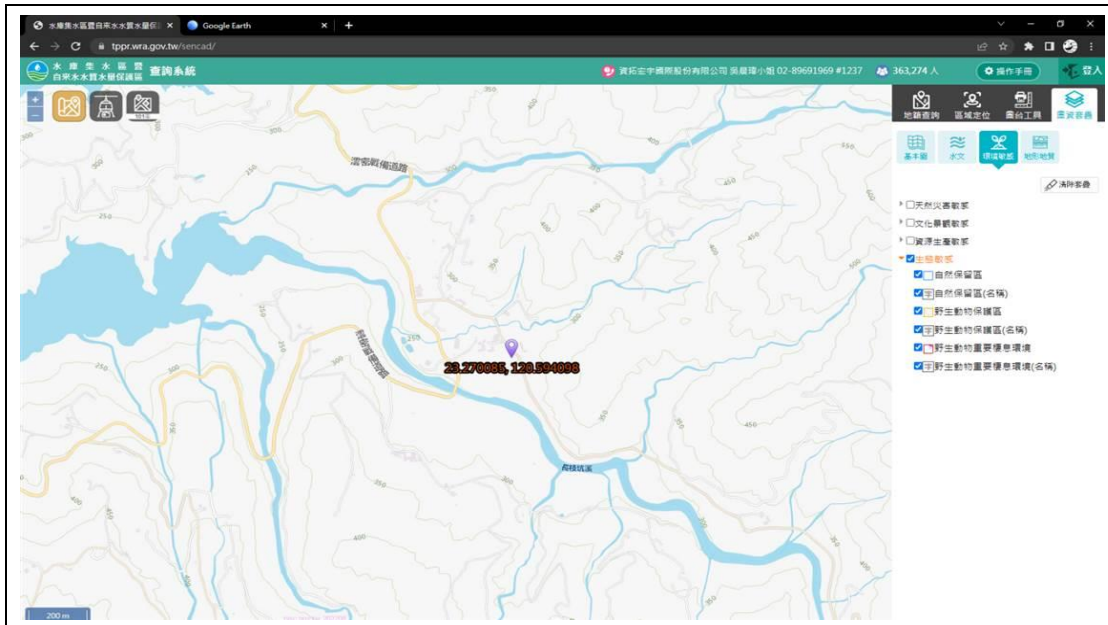 水庫集水區暨自來水水質水量保
Google Earth
tppr.wra.gov.tw/sencad/
水庫集水區暨
自來水水質水量保護區
查詢系統
資拓宏宇國際股份有限公司 吳晨瑋小姐 02-89691969 #1237
363,274 人
操作手冊
登入
地籍查詢
區域定位
圖台工具
圖資套疊
基本圖
水文
環境敏感
地形地質
清除套疊
天然災害敏感
文化景觀敏感
資源生產敏感
生態敏感
自然保留區
字自然保留區(名稱)
野生動物保護區
字野生動物保護區(名稱)
野生動物重要棲息環境
字野生動物重要棲息環境(名稱)
23.270085, 120.594098
200 m